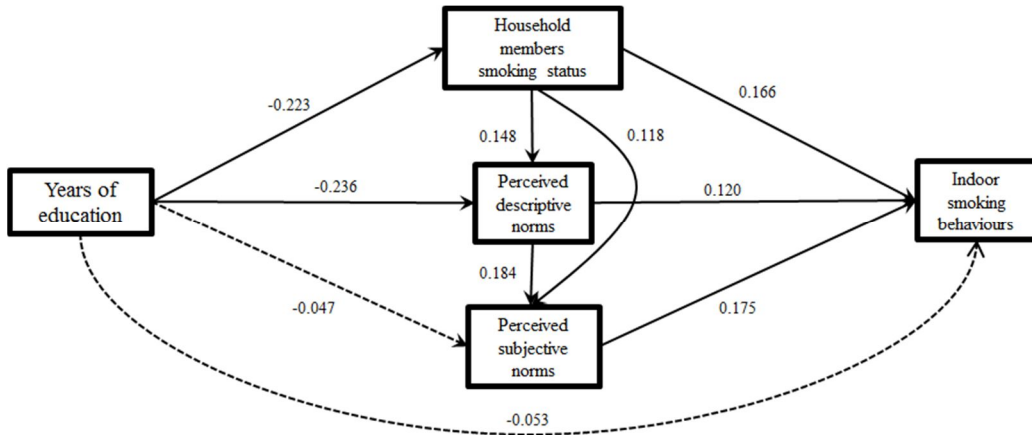 Household
members
smoking status
-0.223
0.166
0.148
0.118
Years of
education
-0.236
Perceived
descriptive
norms
0.120
Indoor
smoking
behaviours
0.184
-0.047
0.175
Perceived
subjective
norms
-0.053